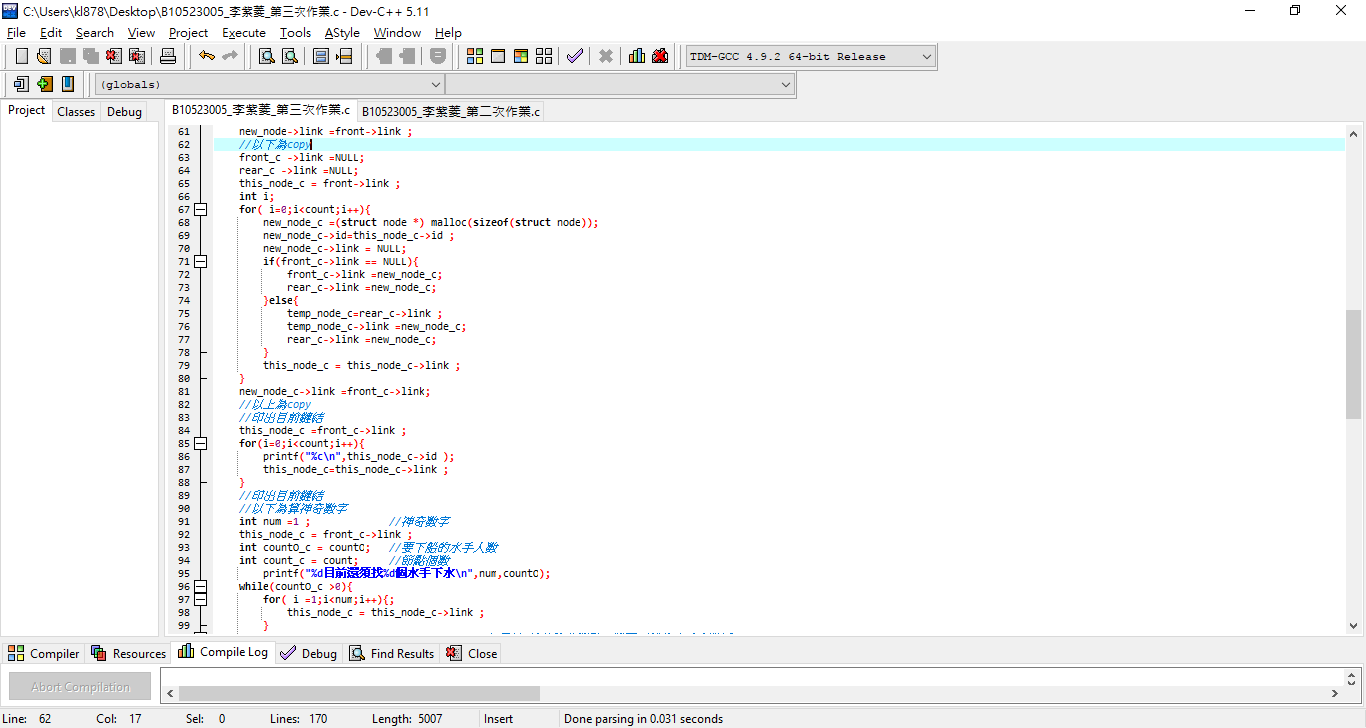 C:\Users\kl878\Desktop\B10523005_李紫菱_第三次作業.c - Dev-C++ 5.11
File Edit Search View Project Execute Tools AStyle Window Help
TDM-GCC 4.9.2 64-bit Release
(globals)
Project Classes Debug B10523005_李紫菱_第三次作業.c B10523005_李紫菱_第二次作業.c
61 new_node->link =front->link ;
62 //以下為copy
63 front_c ->link =NULL;
64 rear_c ->link =NULL;
65 this_node_c = front->link ;
66 int i;
67 for( i=0;i<count;i++){
68 new_node_c =(struct node *) malloc(sizeof(struct node));
69 new_node_c->id=this_node_c->id ;
70 new_node_c->link = NULL;
71 if(front_c->link == NULL){
72 front_c->link =new_node_c;
73 rear_c->link =new_node_c;
74 }else{
75 temp_node_c=rear_c->link ;
76 temp_node_c->link =new_node_c;
77 rear_c->link =new_node_c;
78 }
79 this_node_c = this_node_c->link ;
80 }
81 new_node_c->link =front_c->link;
82 //以上為copy
83 //印出目前鏈結
84 this_node_c =front_c->link ;
85 for(i=0;i<count;i++){
86 printf("%c\n",this_node_c->id );
87 this_node_c=this_node_c->link ;
88 }
89 //印出目前鏈結
90 //以下為算神奇數字
91 int num =1 ; //神奇數字
92 this_node_c = front_c->link ;
93 int countO_c = countO; //要下船的水手人數
94 int count_c = count; //節點個數
95 printf("%d目前還須找%d個水手下水\n",num,countO);
96 while(countO_c >0){
97 for( i =1;i<num;i++){;
98 this_node_c = this_node_c->link ;
99 }
Compiler Resources Compile Log Debug Find Results Close
Abort Compilation
Line: 62 Col: 17 Sel: 0 Lines: 170 Length: 5007 Insert Done parsing in 0.031 seconds